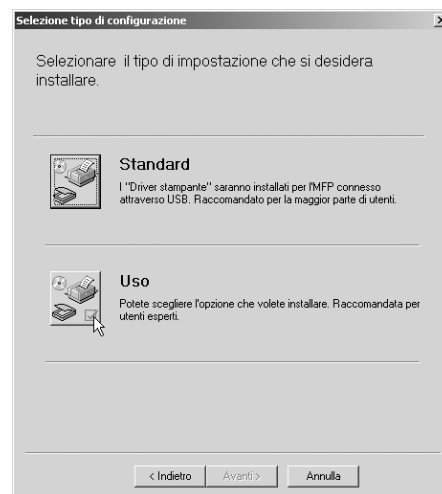 Selezione tipo di configurazione
Selezionare il tipo di impostazione che si desidera
installare.
Standard
I "Driver stampante" saranno installati per l'MFP connesso
attraverso USB. Raccomandato per la maggior parte di utenti.
Uso
Potete scegliere l'opzione che volete installare. Raccomandata per
utenti esperti.
< Indietro Avanti > Annulla